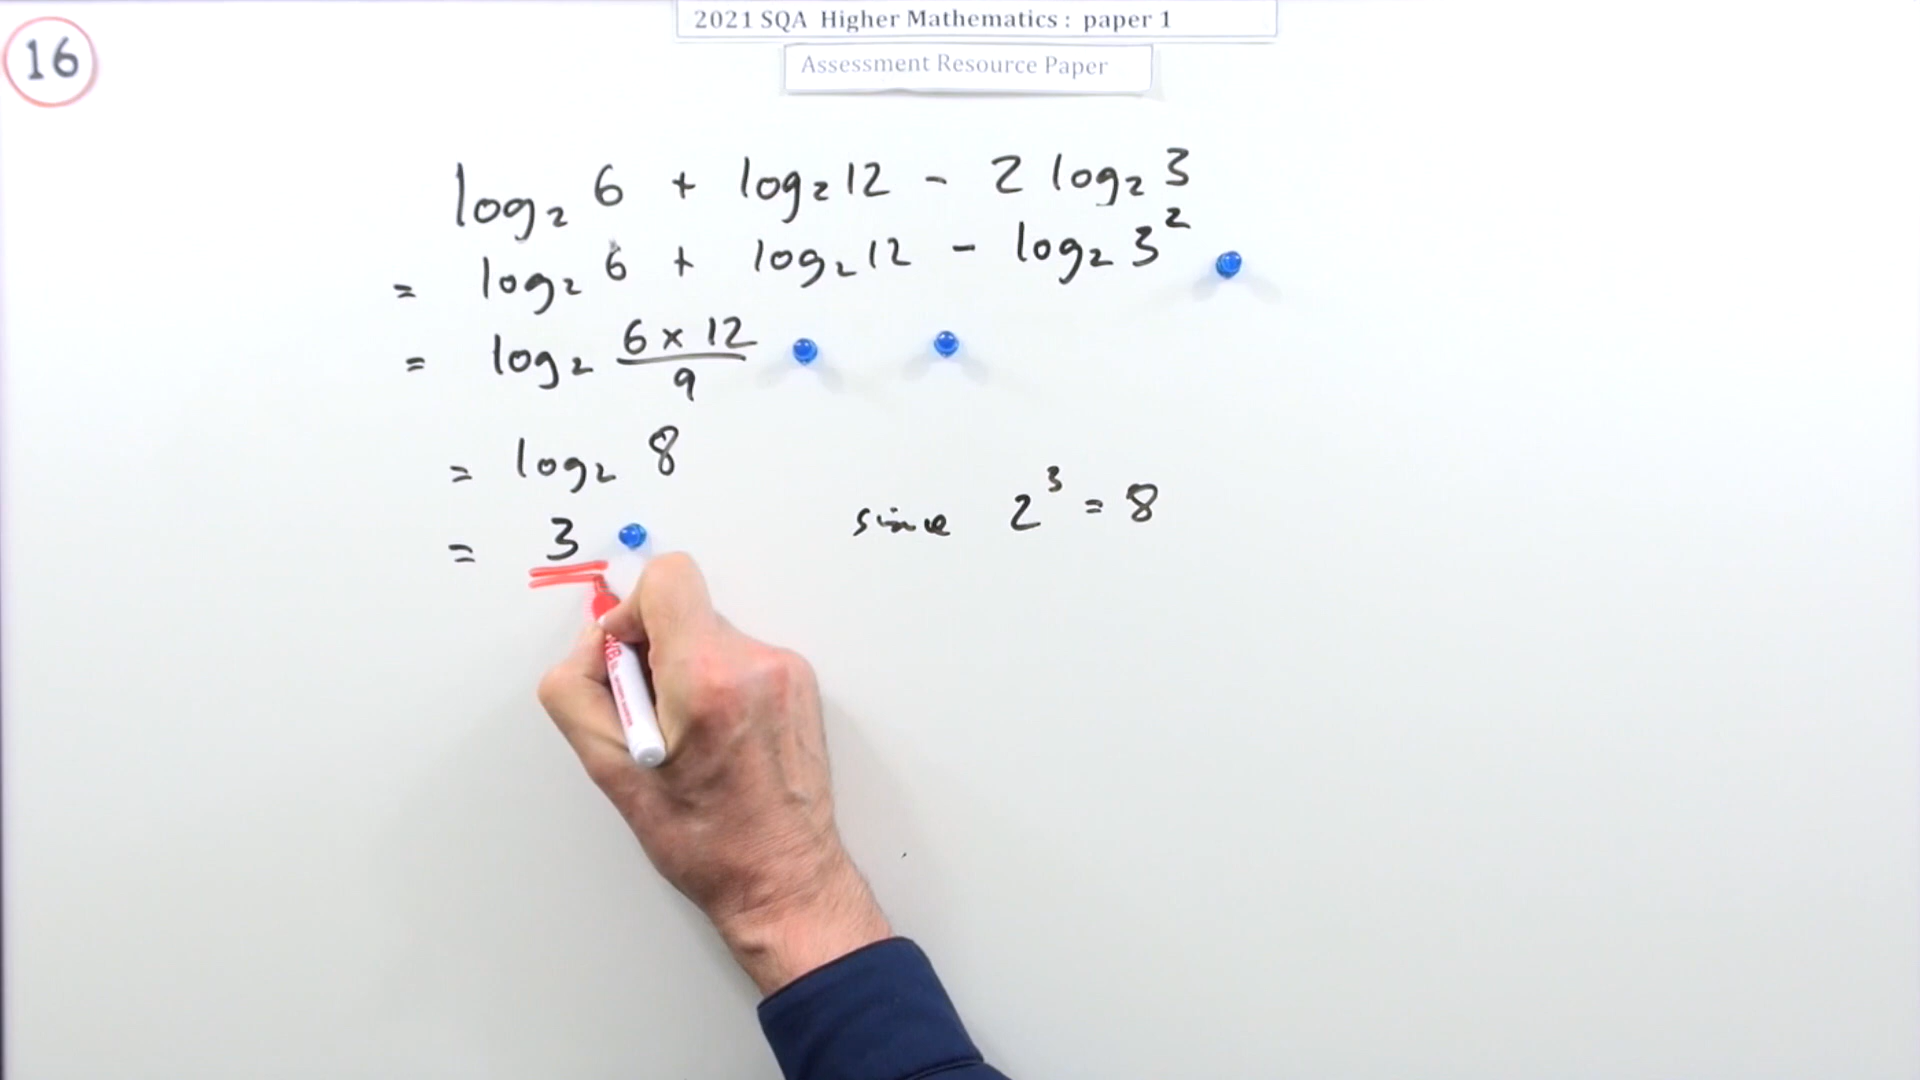 2021 SQA Higher Mathematics : paper 1
Assessment Resource Paper
16
log₂ 6 + log₂ 12 - 2 log₂ 3
= log₂ 6 + log₂ 12 - log₂ 3²
= log₂ (6 × 12)/9
= log₂ 8
= 3 since 2³ = 8